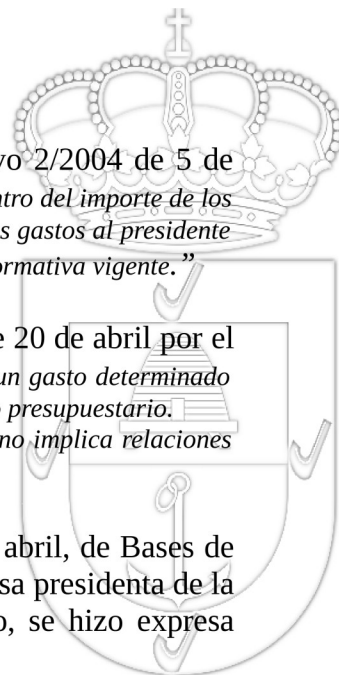 vo 2/2004 de 5 de
ntro del importe de los
s gastos al presidente
ormativa vigente.”
e 20 de abril por el
un gasto determinado
o presupuestario.
no implica relaciones
abril, de Bases de
sa presidenta de la
o, se hizo expresa